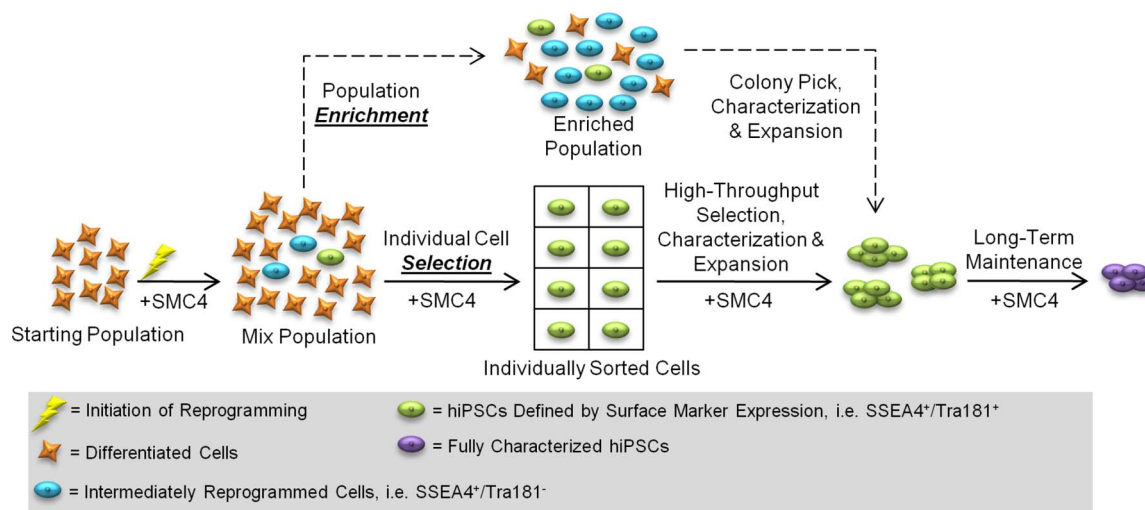 Population
Enrichment
Enriched
Population
Colony Pick,
Characterization
& Expansion
Starting Population
+SMC4
Mix Population
Individual Cell
Selection
+SMC4
Individually Sorted Cells
High-Throughput
Selection,
Characterization &
Expansion
+SMC4
Long-Term
Maintenance
+SMC4
= Initiation of Reprogramming
= Differentiated Cells
= Intermediately Reprogrammed Cells, i.e. SSEA4⁺/Tra181⁻
= hiPSCs Defined by Surface Marker Expression, i.e. SSEA4⁺/Tra181⁺
= Fully Characterized hiPSCs